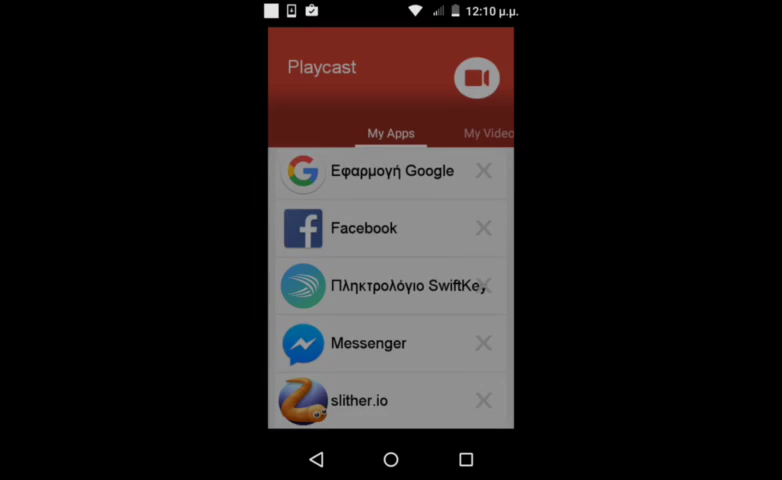 12:10 μ.μ.
Playcast
My Apps My Video
Εφαρμογή Google
Facebook
Πληκτρολόγιο SwiftKey
Messenger
slither.io